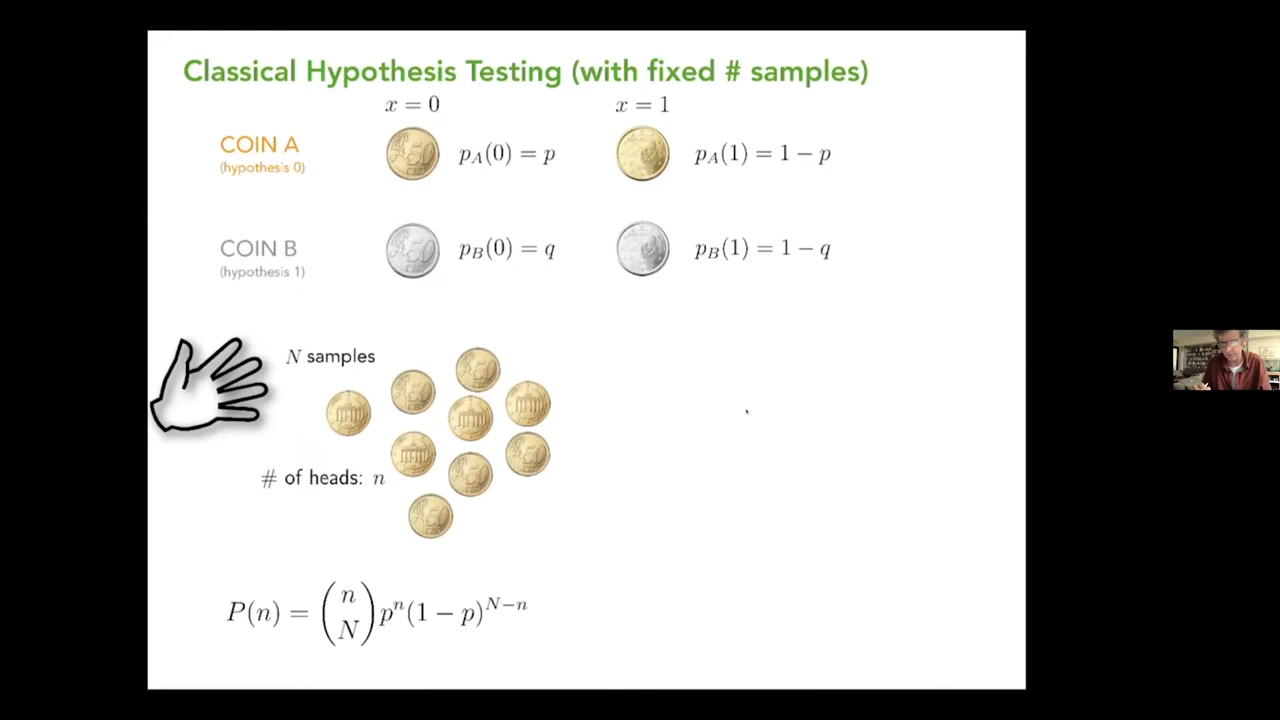 Classical Hypothesis Testing (with fixed # samples)
x = 0 x = 1
COIN A
(hypothesis 0)
p_A(0) = p p_A(1) = 1 − p
COIN B
(hypothesis 1)
p_B(0) = q p_B(1) = 1 − q
N samples
# of heads: n
P(n) = (n N) p^n (1 − p)^{N−n}